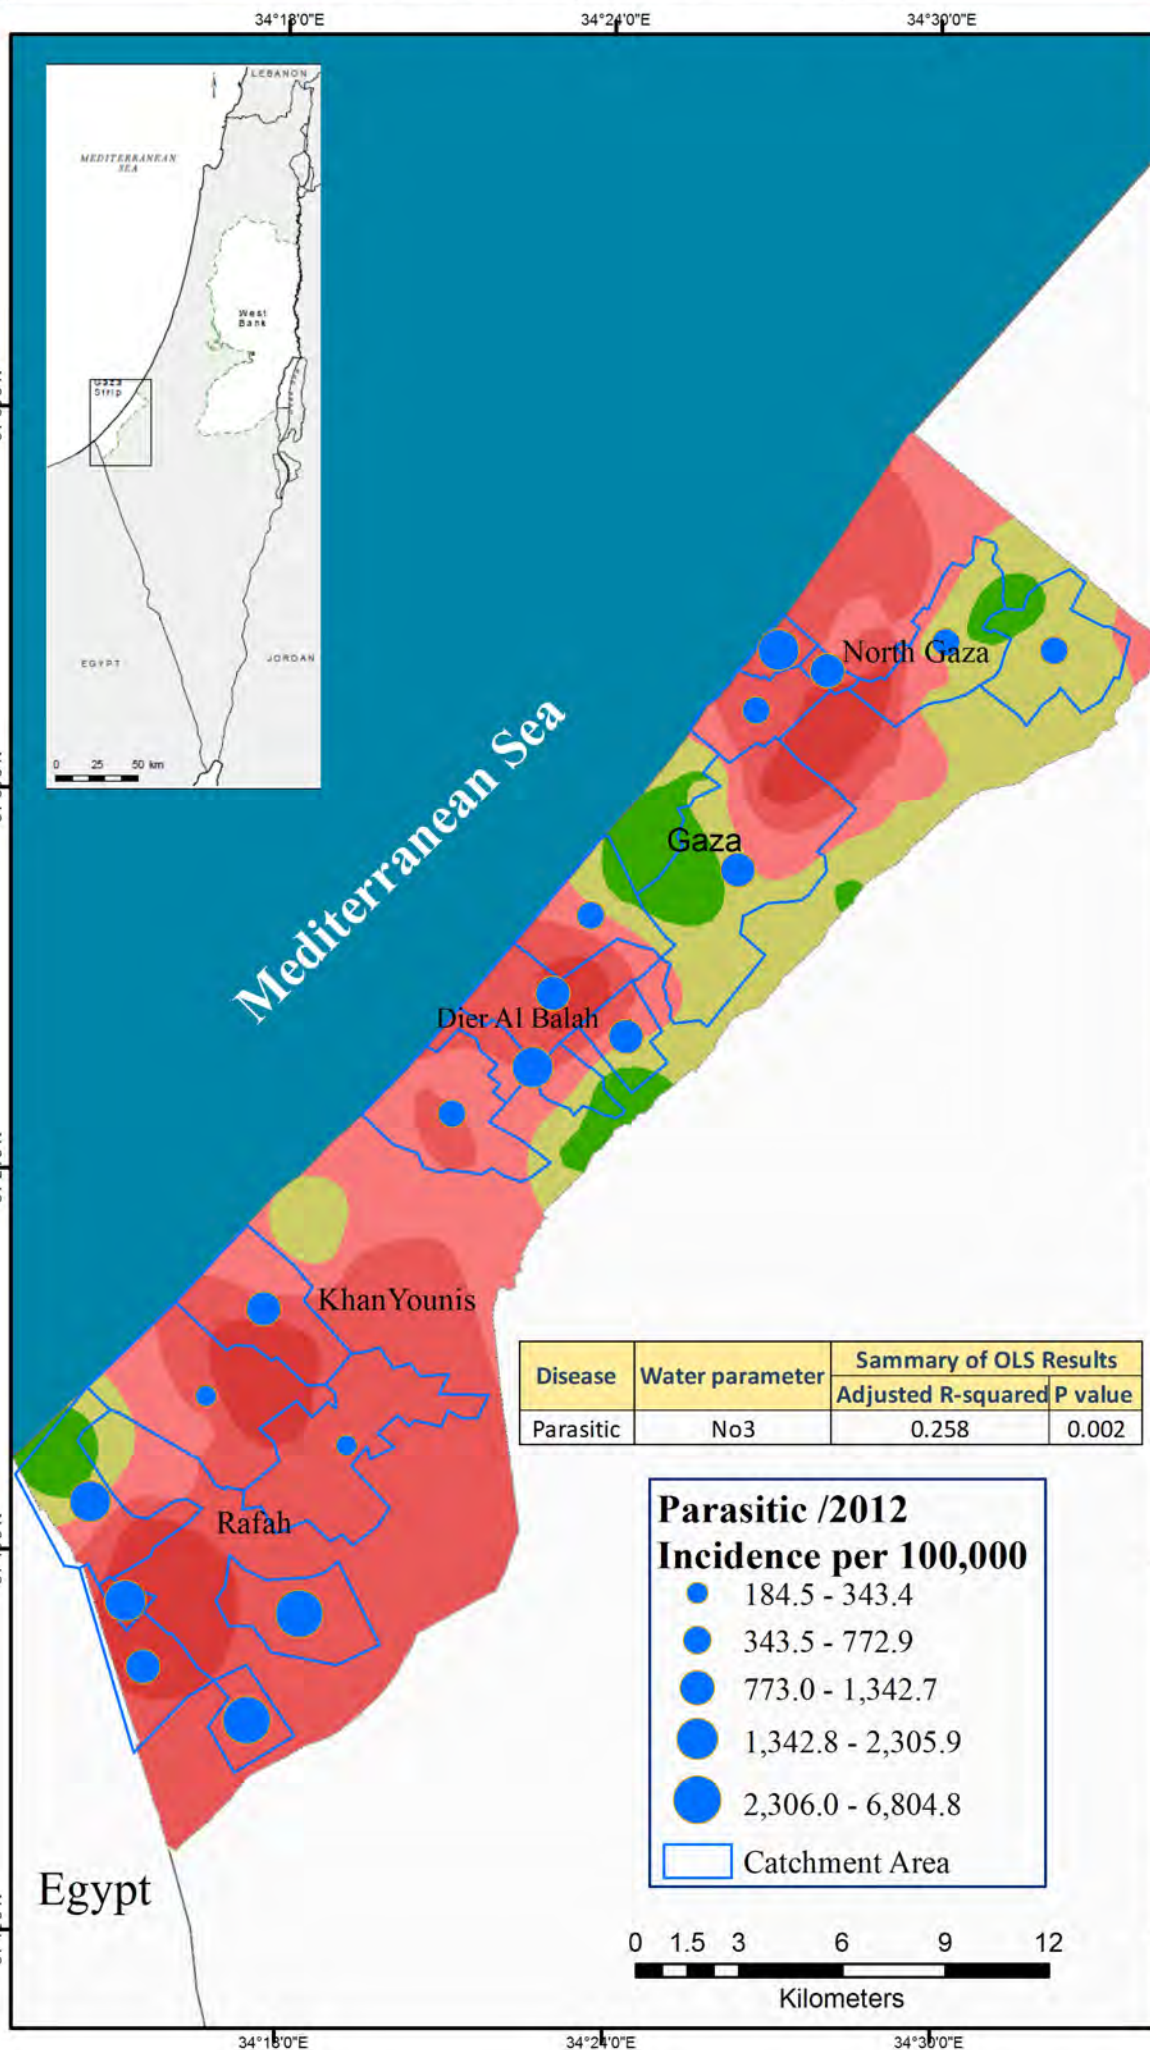 34°18'0"E
34°24'0"E
34°30'0"E
LEBANON
MEDITERRANEAN
SEA
West
Bank
Gaza
Strip
EGYPT
JORDAN
0 25 50 km
Mediterranean Sea
North Gaza
Gaza
Dier Al Balah
KhanYounis
Rafah
Egypt
Disease
Water parameter
Summary of OLS Results
Adjusted R-squared
P value
Parasitic
No3
0.258
0.002
Parasitic /2012
Incidence per 100,000
184.5 - 343.4
343.5 - 772.9
773.0 - 1,342.7
1,342.8 - 2,305.9
2,306.0 - 6,804.8
Catchment Area
0 1.5 3 6 9 12
Kilometers
34°18'0"E
34°24'0"E
34°30'0"E